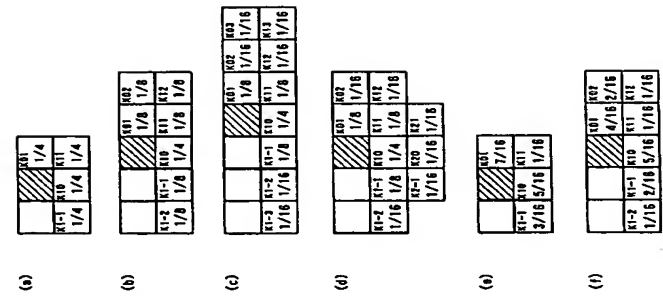 (a)
K01
1/4
K1-1 K10 K11
1/4 1/4 1/4
(b)
K01 K02
1/8 1/8
K1-2 K1-1 K10 K11 K12
1/8 1/8 1/4 1/8 1/8
(c)
K01 K02 K03
1/8 1/16 1/16
K1-3 K1-2 K1-1 K10 K11 K12 K13
1/16 1/16 1/8 1/4 1/8 1/16 1/16
(d)
K01 K02
1/8 1/16
K1-2 K1-1 K10 K11 K12
1/16 1/8 1/4 1/8 1/16
K2-1 K20 K21
1/16 1/16 1/16
(e)
K01
7/16
K1-1 K10 K11
3/16 5/16 1/16
(f)
K01 K02
4/16 2/16
K1-2 K1-1 K10 K11 K12
1/16 2/16 5/16 1/16 1/16